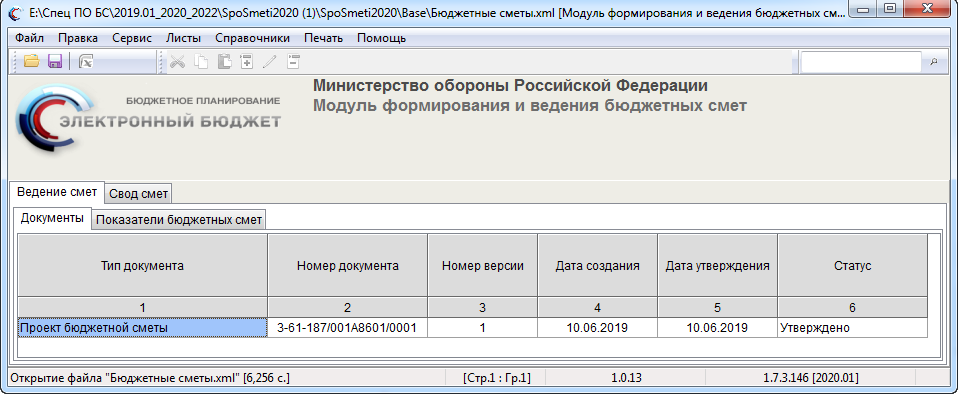 E:\Спец ПО БС\2019.01_2020_2022\SpoSmeti2020 (1)\SpoSmeti2020\Base\Бюджетные сметы.xml [Модуль формирования и ведения бюджетных см...
Файл Правка Сервис Листы Справочники Печать Помощь
БЮДЖЕТНОЕ ПЛАНИРОВАНИЕ
ЭЛЕКТРОННЫЙ БЮДЖЕТ
Министерство обороны Российской Федерации
Модуль формирования и ведения бюджетных смет
Ведение смет Свод смет
Документы Показатели бюджетных смет
Тип документа Номер документа Номер версии Дата создания Дата утверждения Статус
1 2 3 4 5 6
Проект бюджетной сметы 3-61-187/001А8601/0001 1 10.06.2019 10.06.2019 Утверждено
Открытие файла "Бюджетные сметы.xml" [6,256 с.] [Стр.1 : Гр.1] 1.0.13 1.7.3.146 [2020.01]